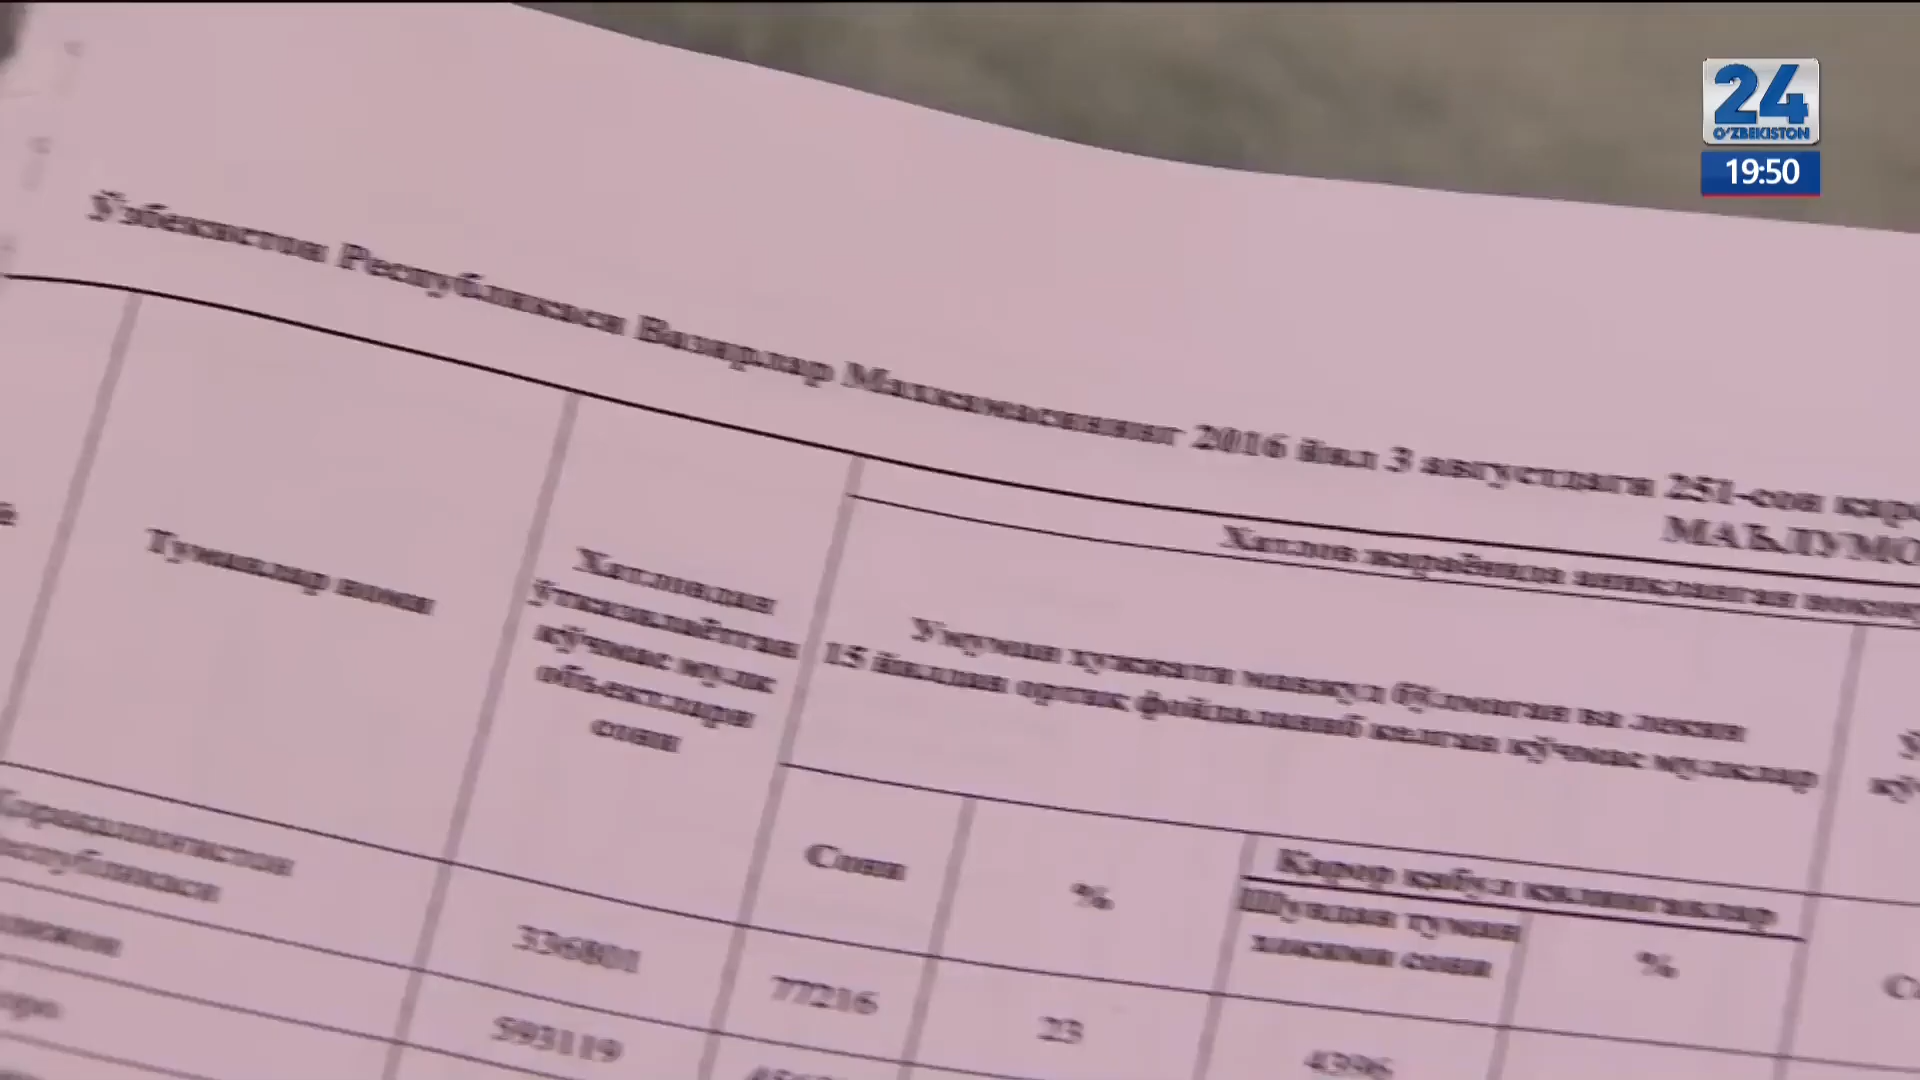 24
O'ZBEKISTON
19:50
Ўзбекистон Республикаси Вазирлар Маҳкамасининг 2016 йил 3 августдаги 251-сон
МАЪЛУМО
Хатлов жараёнида аниқланган
Туманлар номи
Хатловдан
ўтказилаётган
кўчмас мулк
объектлари
сони
Умуман ҳужжати мавжуд бўлмаган ва лекин
15 йилдан ортиқ фойдаланиб келган кўчмас мулклар
Сони
%
Қарор қабул қилинганлар
Шундан туман
ҳокими сони
%
Қорақалпоғистон
Республикаси
336801
77216
23
4396
593119